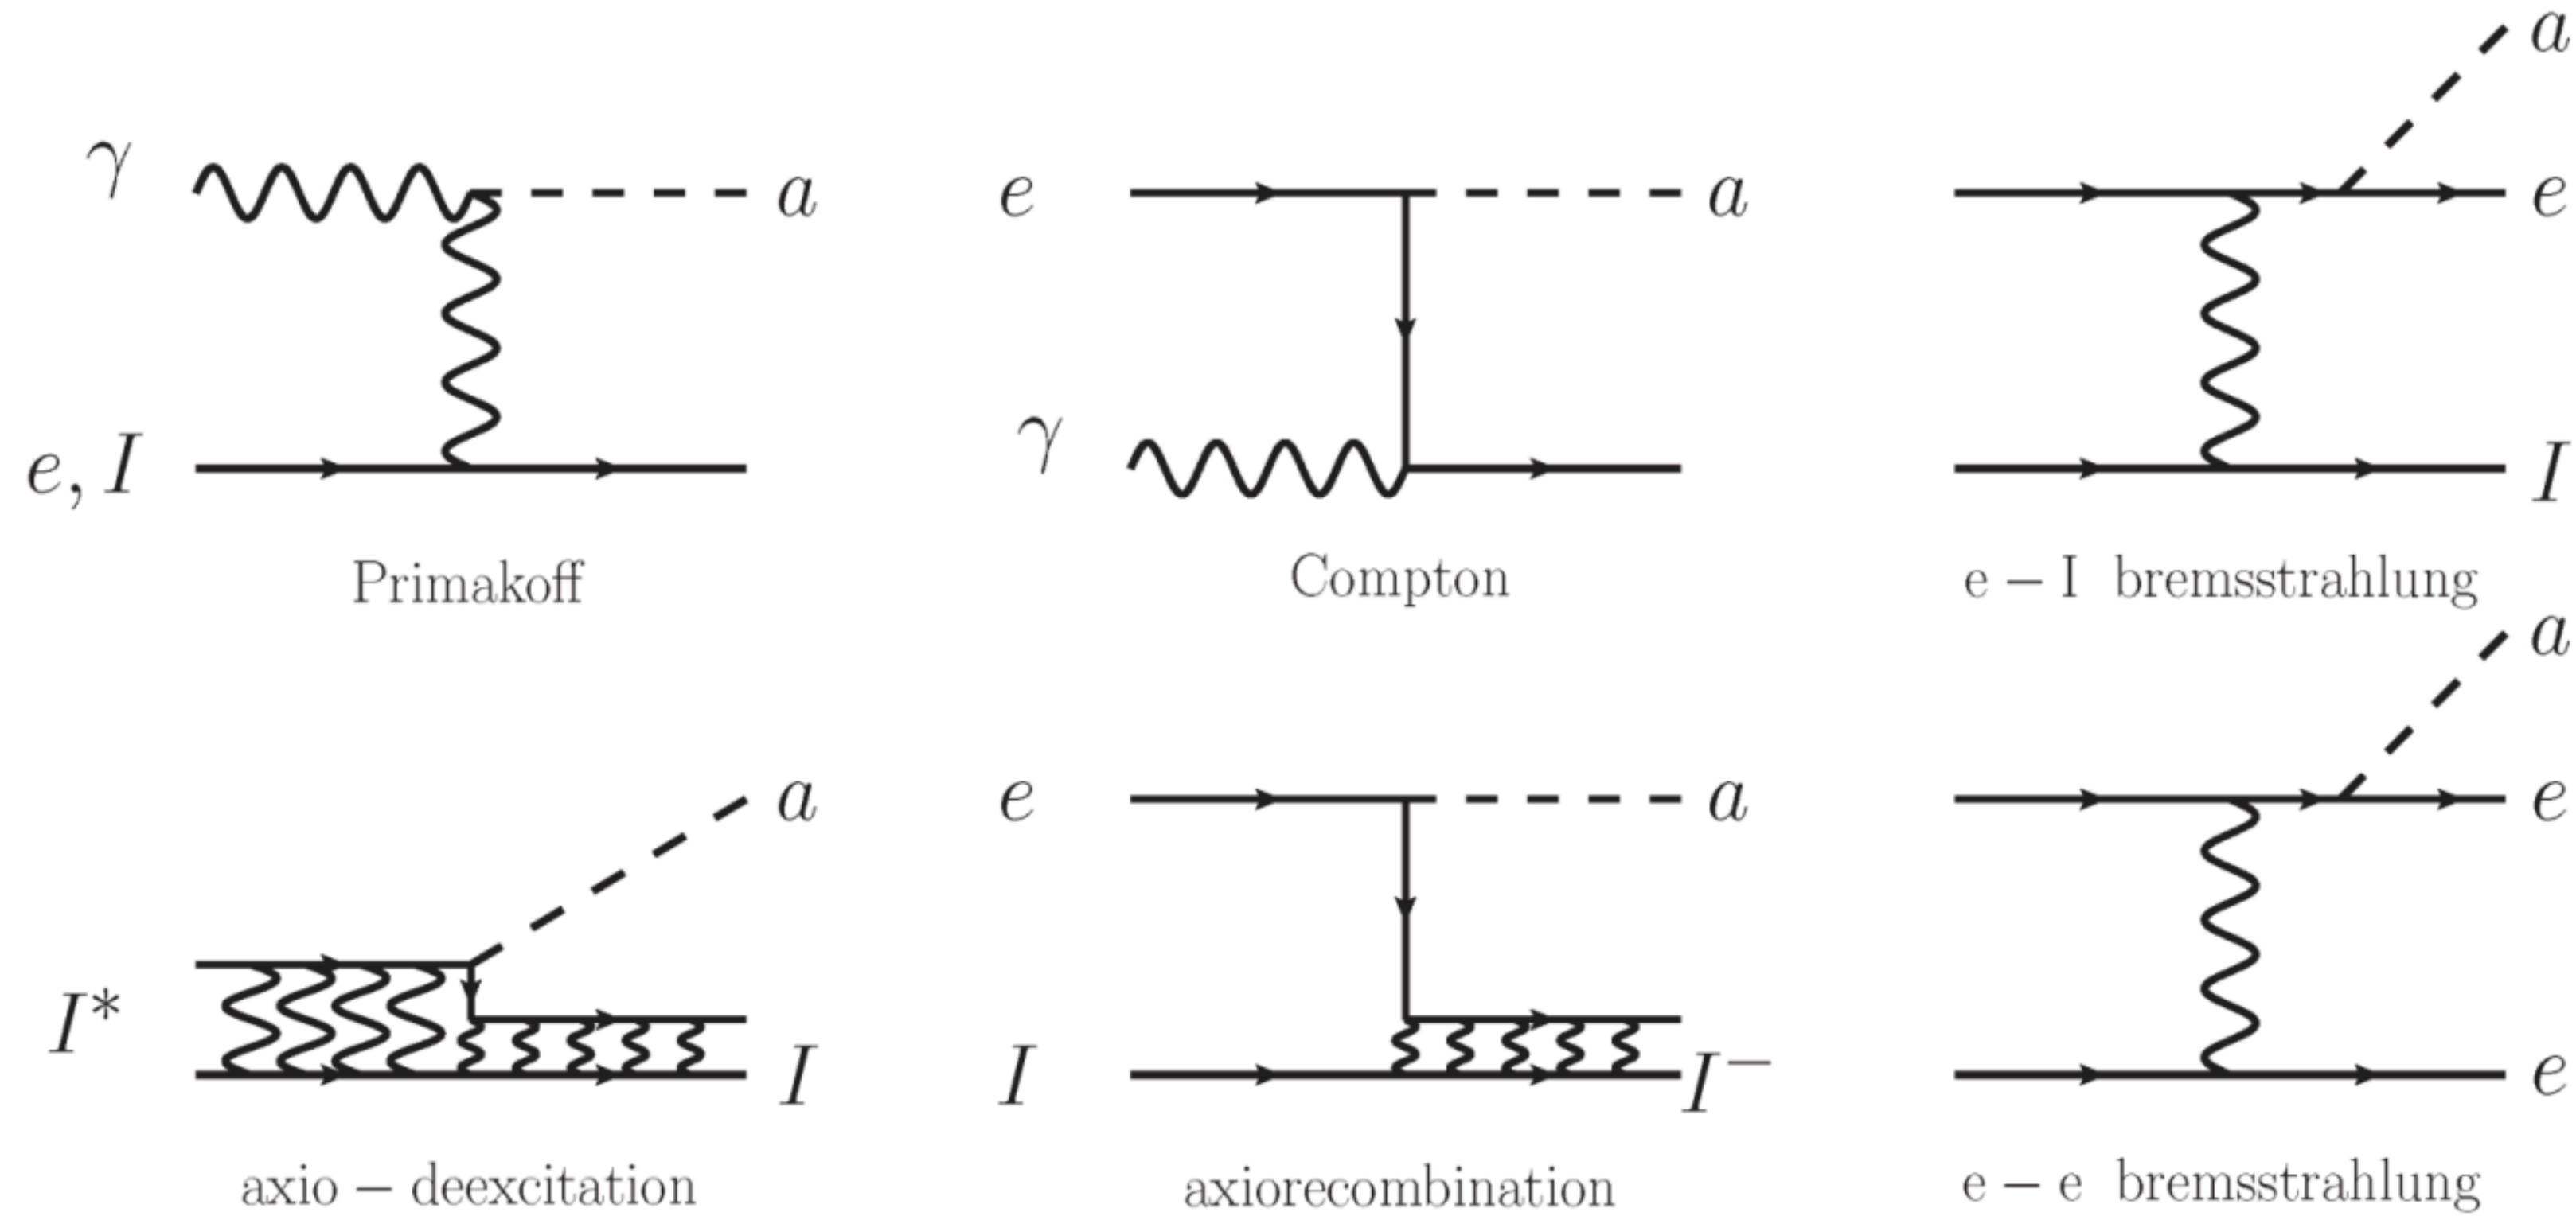 γ
a
e, I
Primakoff
e
a
γ
Compton
a
e
I
e – I bremsstrahlung
a
I*
I
axio – deexcitation
e
a
I
I⁻
axiorecombination
a
e
e
e – e bremsstrahlung